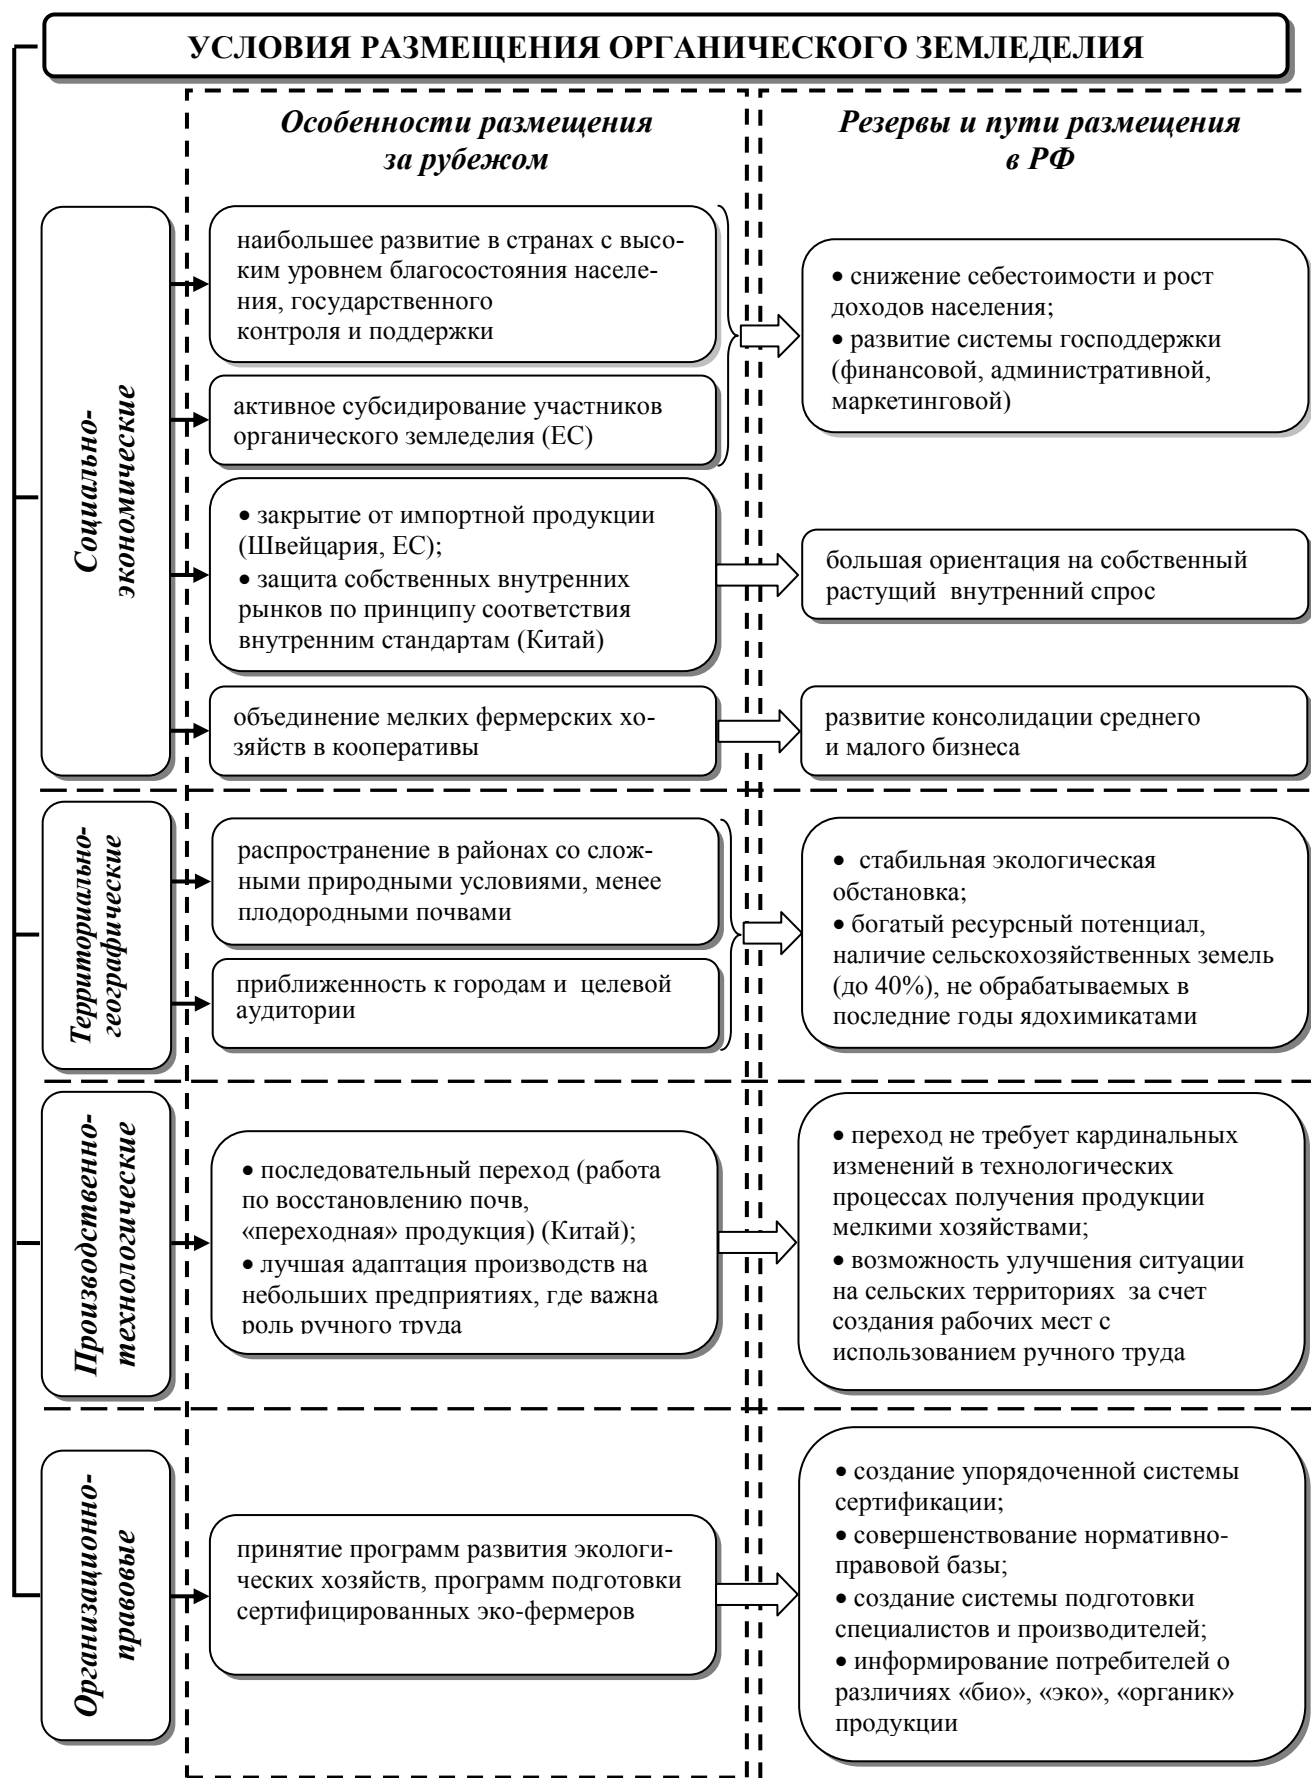 УСЛОВИЯ РАЗМЕЩЕНИЯ ОРГАНИЧЕСКОГО ЗЕМЛЕДЕЛИЯ
Особенности размещения
за рубежом
Резервы и пути размещения
в РФ
Социально-
экономические
наибольшее развитие в странах с высо-
ким уровнем благосостояния населе-
ния, государственного
контроля и поддержки
активное субсидирование участников
органического земледелия (ЕС)
• снижение себестоимости и рост
доходов населения;
• развитие системы господдержки
(финансовой, административной,
маркетинговой)
• закрытие от импортной продукции
(Швейцария, ЕС);
• защита собственных внутренних
рынков по принципу соответствия
внутренним стандартам (Китай)
большая ориентация на собственный
растущий внутренний спрос
объединение мелких фермерских хо-
зяйств в кооперативы
развитие консолидации среднего
и малого бизнеса
Территориально-
географические
распространение в районах со слож-
ными природными условиями, менее
плодородными почвами
приближенность к городам и целевой
аудитории
• стабильная экологическая
обстановка;
• богатый ресурсный потенциал,
наличие сельскохозяйственных земель
(до 40%), не обрабатываемых в
последние годы ядохимикатами
Производственно-
технологические
• последовательный переход (работа
по восстановлению почв,
«переходная» продукция) (Китай);
• лучшая адаптация производств на
небольших предприятиях, где важна
роль ручного труда
• переход не требует кардинальных
изменений в технологических
процессах получения продукции
мелкими хозяйствами;
• возможность улучшения ситуации
на сельских территориях за счет
создания рабочих мест с
использованием ручного труда
Организационно-
правовые
принятие программ развития экологи-
ческих хозяйств, программ подготовки
сертифицированных эко-фермеров
• создание упорядоченной системы
сертификации;
• совершенствование нормативно-
правовой базы;
• создание системы подготовки
специалистов и производителей;
• информирование потребителей о
различиях «био», «эко», «органик»
продукции